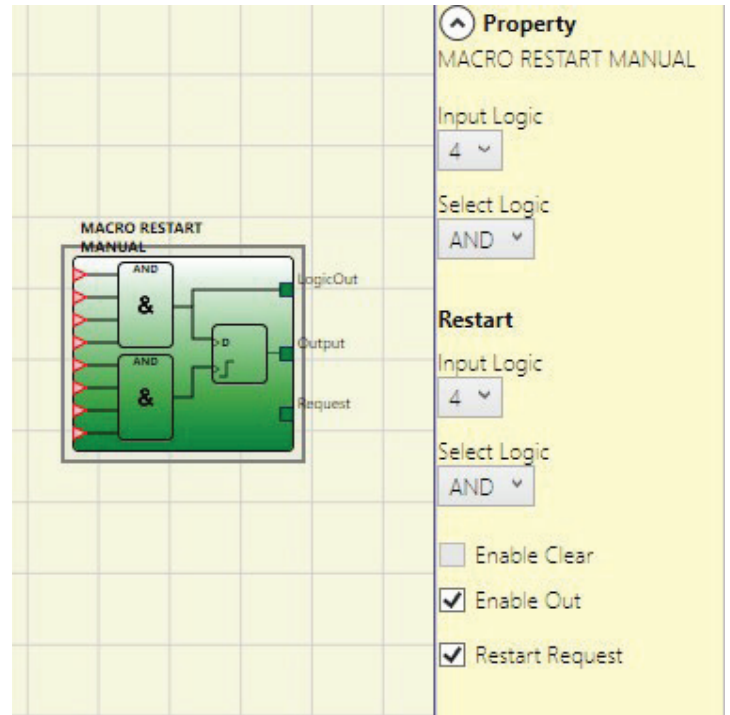 MACRO RESTART
MANUAL
AND
&
AND
&
D
LogicOut
Output
Request
Property
MACRO RESTART MANUAL
Input Logic
4
Select Logic
AND
Restart
Input Logic
4
Select Logic
AND
Enable Clear
Enable Out
Restart Request